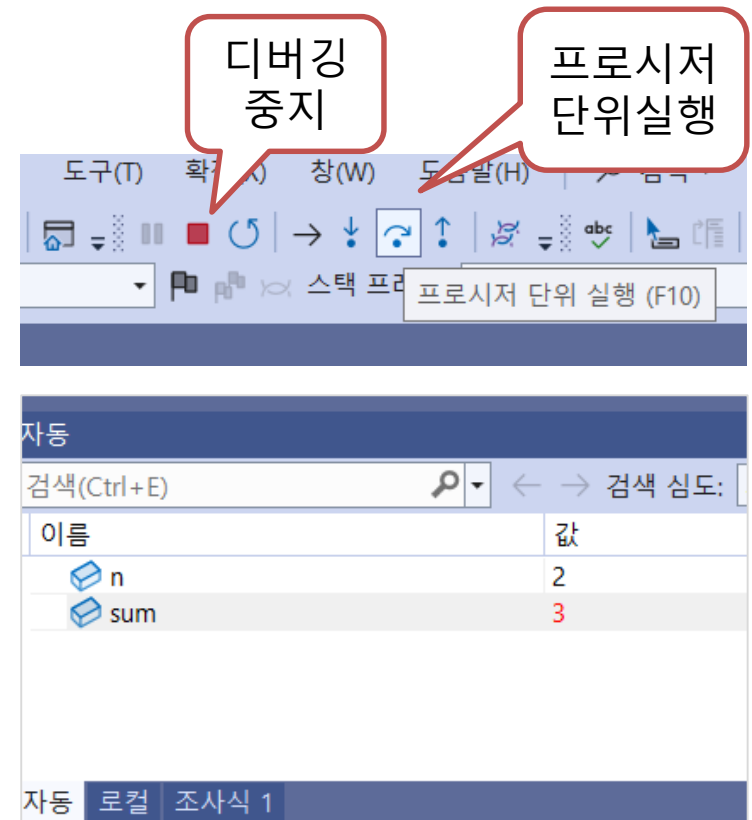 디버깅
중지
프로시저
단위실행
도구(T) 창(W)
abc
스택
프로시저 단위 실행 (F10)
자동
검색(Ctrl+E) 검색 심도:
이름 값
n 2
sum 3
자동 로컬 조사식 1